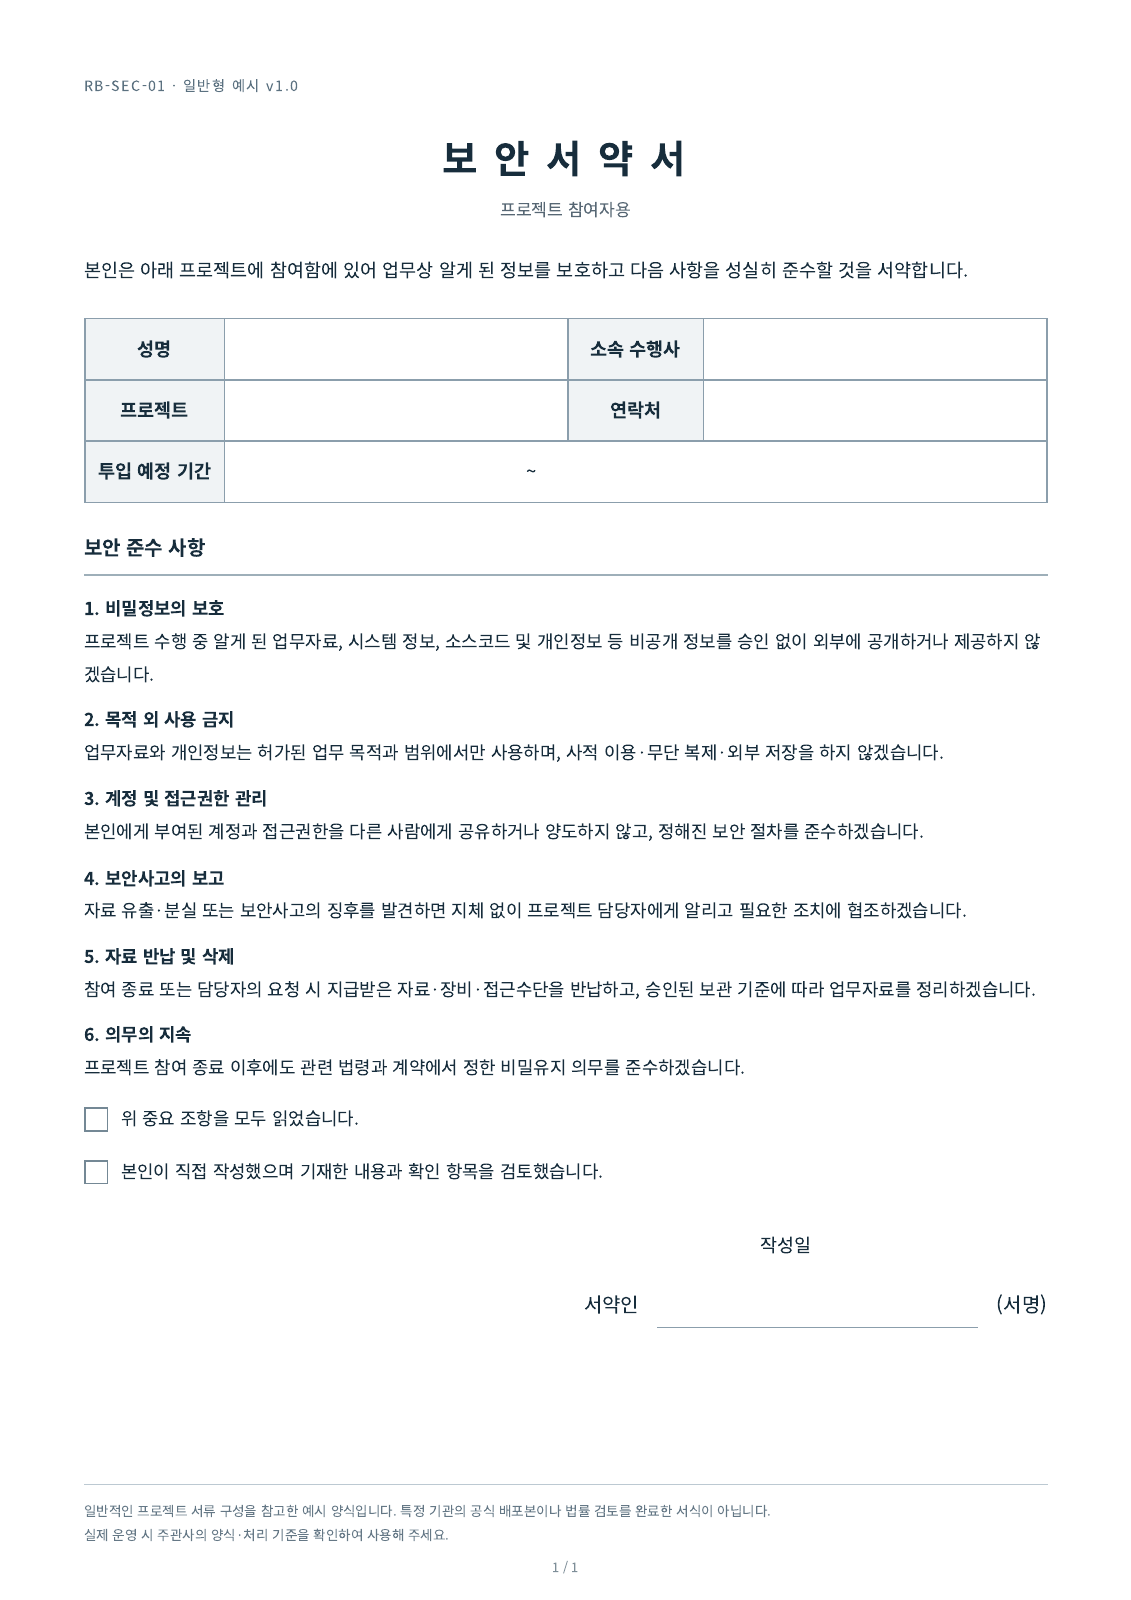 RB-SEC-01 · 일반형 예시 v1.0
보 안 서 약 서
프로젝트 참여자용
본인은 아래 프로젝트에 참여함에 있어 업무상 알게 된 정보를 보호하고 다음 사항을 성실히 준수할 것을 서약합니다.
성명 소속 수행사
프로젝트 연락처
투입 예정 기간 ~
보안 준수 사항
1. 비밀정보의 보호
프로젝트 수행 중 알게 된 업무자료, 시스템 정보, 소스코드 및 개인정보 등 비공개 정보를 승인 없이 외부에 공개하거나 제공하지 않
겠습니다.
2. 목적 외 사용 금지
업무자료와 개인정보는 허가된 업무 목적과 범위에서만 사용하며, 사적 이용·무단 복제·외부 저장을 하지 않겠습니다.
3. 계정 및 접근권한 관리
본인에게 부여된 계정과 접근권한을 다른 사람에게 공유하거나 양도하지 않고, 정해진 보안 절차를 준수하겠습니다.
4. 보안사고의 보고
자료 유출·분실 또는 보안사고의 징후를 발견하면 지체 없이 프로젝트 담당자에게 알리고 필요한 조치에 협조하겠습니다.
5. 자료 반납 및 삭제
참여 종료 또는 담당자의 요청 시 지급받은 자료·장비·접근수단을 반납하고, 승인된 보관 기준에 따라 업무자료를 정리하겠습니다.
6. 의무의 지속
프로젝트 참여 종료 이후에도 관련 법령과 계약에서 정한 비밀유지 의무를 준수하겠습니다.
위 중요 조항을 모두 읽었습니다.
본인이 직접 작성했으며 기재한 내용과 확인 항목을 검토했습니다.
작성일
서약인 (서명)
일반적인 프로젝트 서류 구성을 참고한 예시 양식입니다. 특정 기관의 공식 배포본이나 법률 검토를 완료한 서식이 아닙니다.
실제 운영 시 주관사의 양식·처리 기준을 확인하여 사용해 주세요.
1 / 1